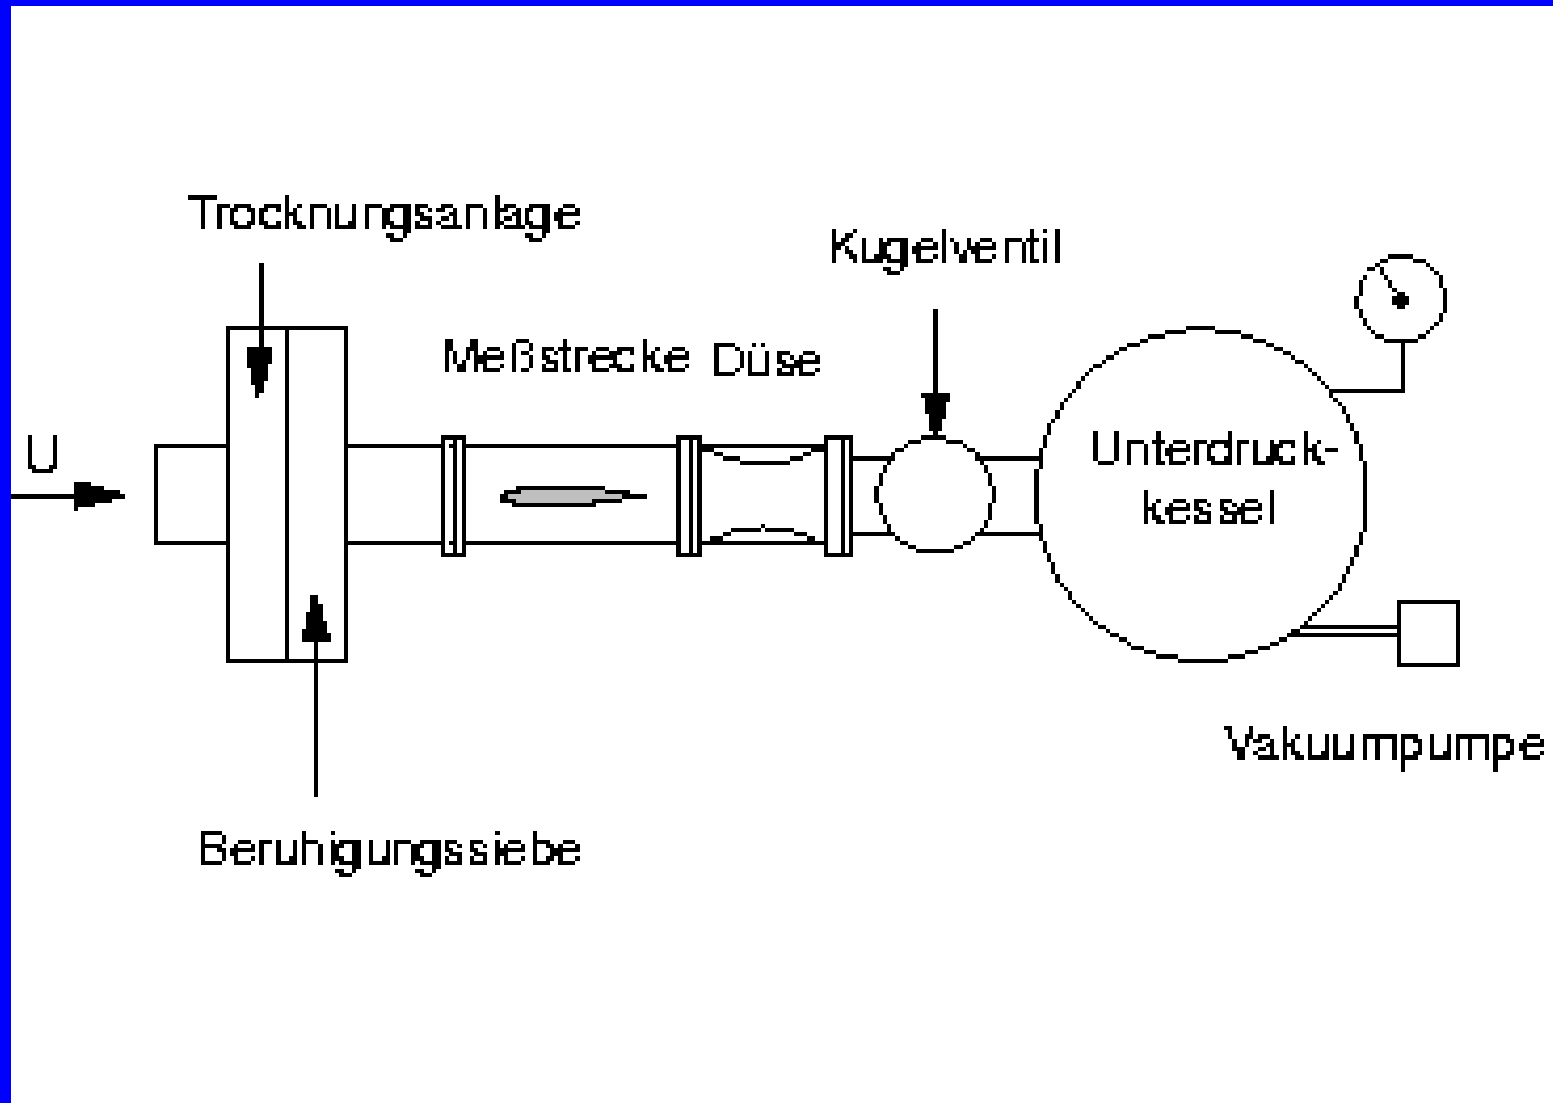 Trocknungsanlage
Kugelventil
Meßstrecke Düse
U
Unterdruck-
kessel
Vakuumpumpe
Beruhigungssiebe